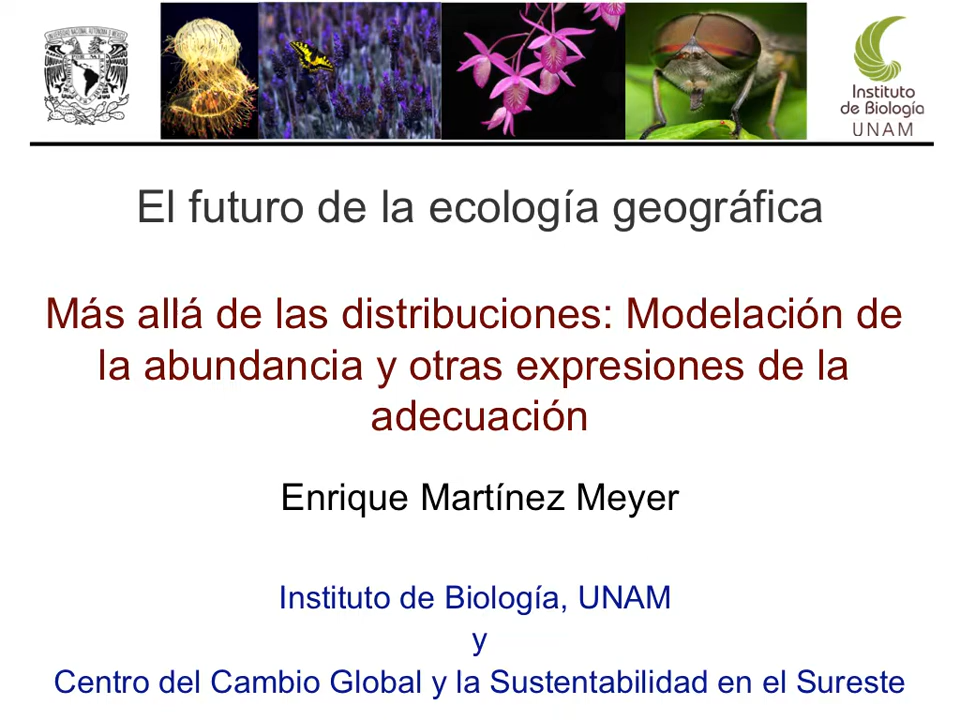 Instituto
de Biología
UNAM
El futuro de la ecología geográfica
Más allá de las distribuciones: Modelación de
la abundancia y otras expresiones de la
adecuación
Enrique Martínez Meyer
Instituto de Biología, UNAM
y
Centro del Cambio Global y la Sustentabilidad en el Sureste